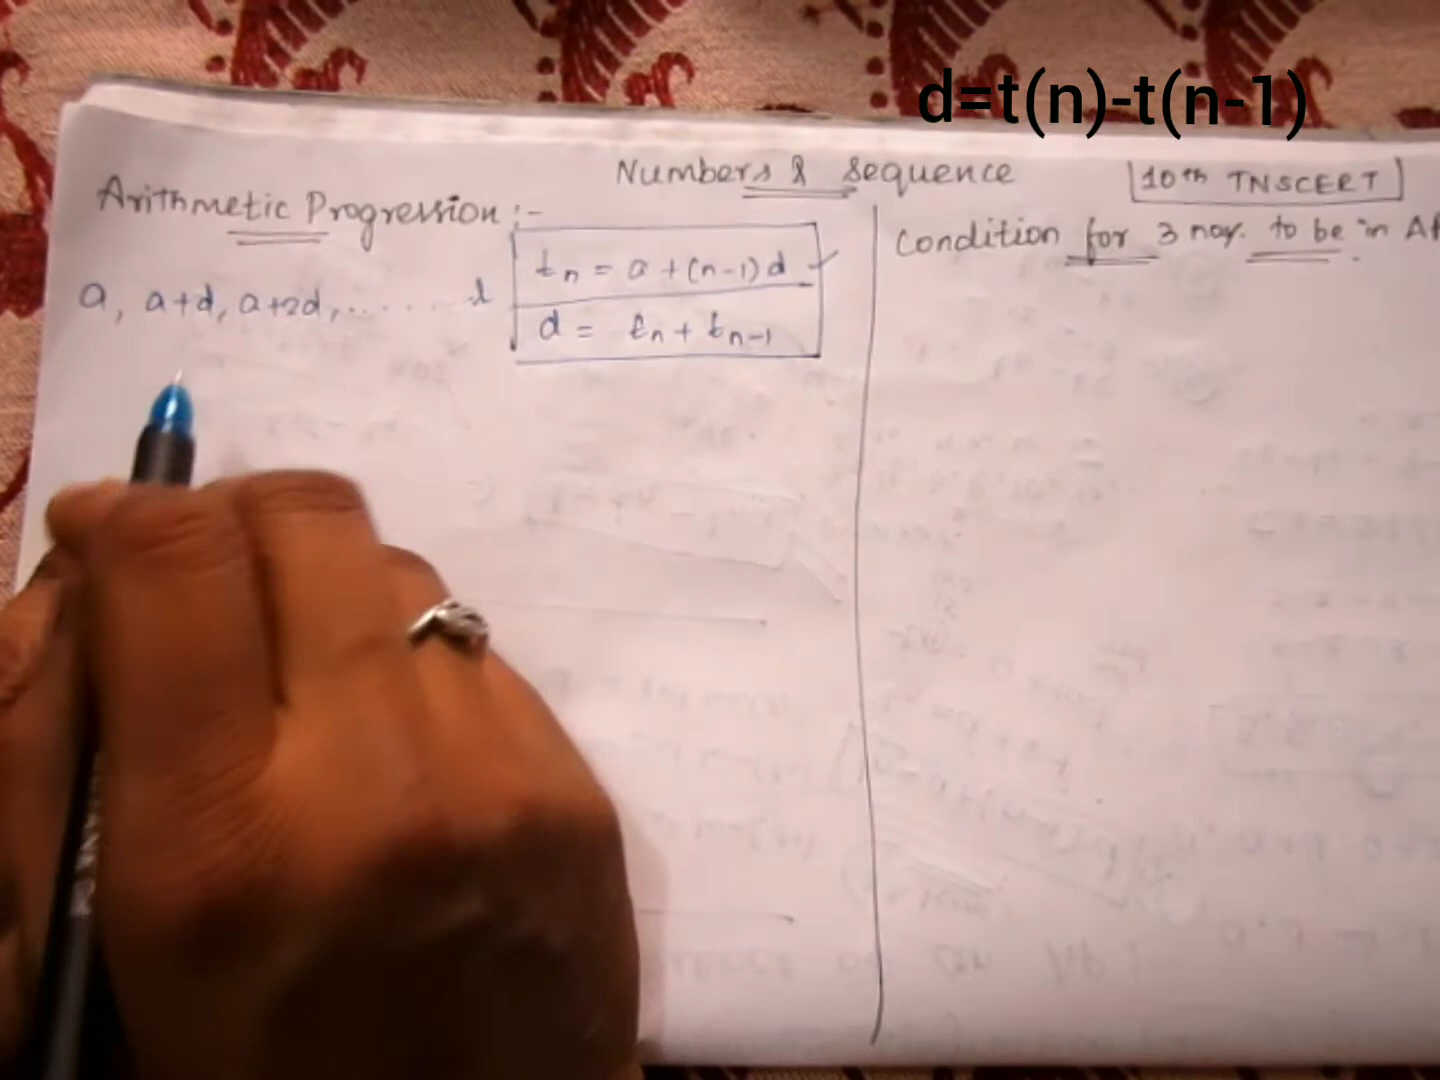 d=t(n)-t(n-1)
Numbers & Sequence
10th TNSCERT
Arithmetic Progression :-
a, a+d, a+2d, ....... l
tn = a + (n-1) d
d = tn + tn-1
Condition for 3 nos. to be in AP